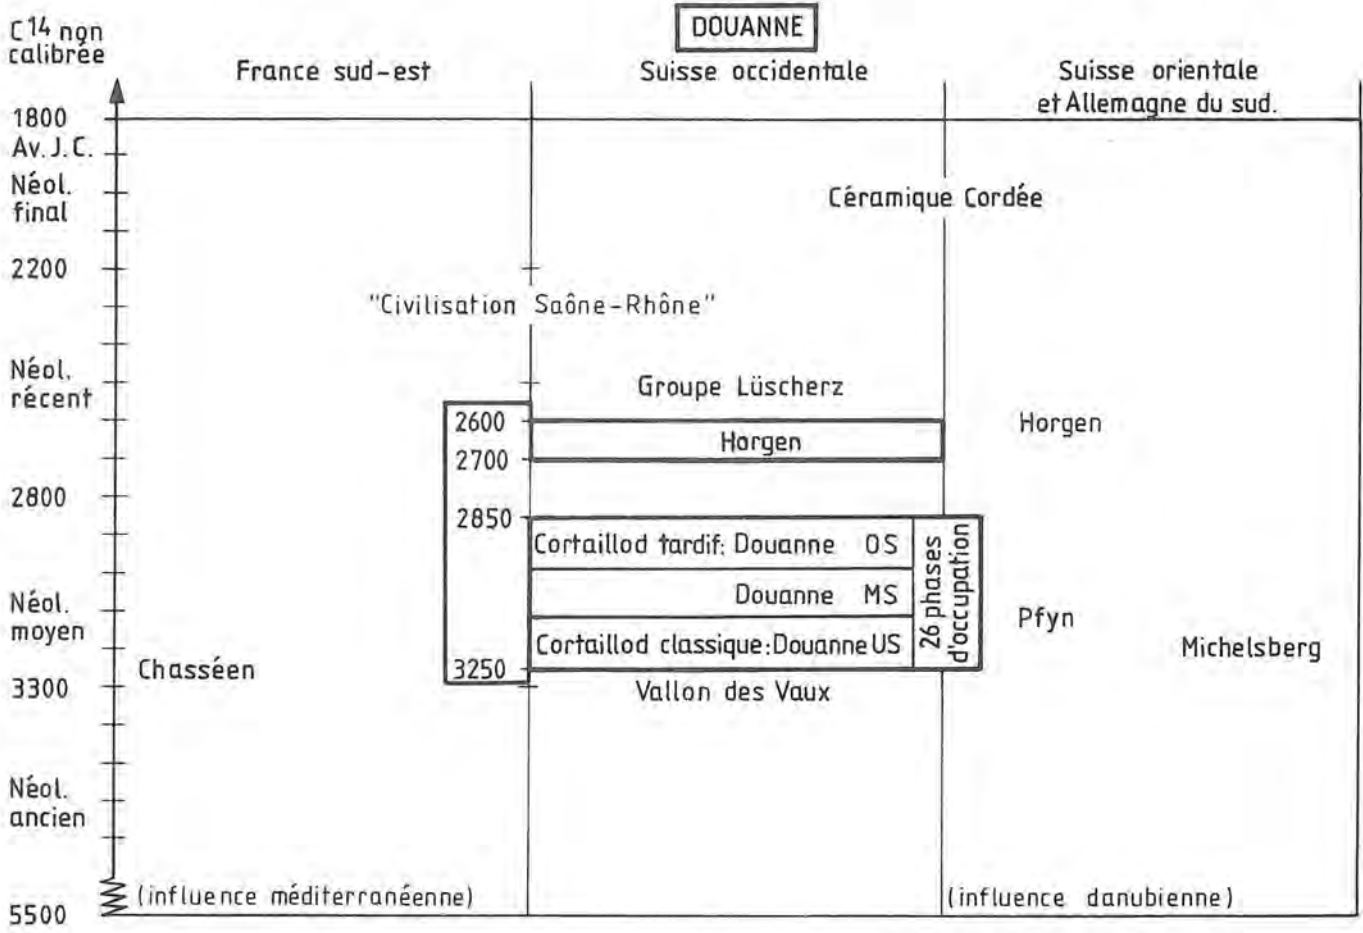 DOUANNE
C14 non
calibrée
France sud-est
Suisse occidentale
Suisse orientale
et Allemagne du sud.
1800
Av. J.C.
Néol.
final
Céramique Cordée
2200
"Civilisation Saône-Rhône"
Néol.
récent
Groupe Lüscherz
2600
Horgen
Horgen
2700
2800
2850
Cortaillod tardif: Douanne OS
Douanne MS
Cortaillod classique: Douanne US
26 phases
d'occupation
Néol.
moyen
Pfyn
Michelsberg
Chasséen
3250
3300
Vallon des Vaux
Néol.
ancien
(influence méditerranéenne)
(influence danubienne)
5500